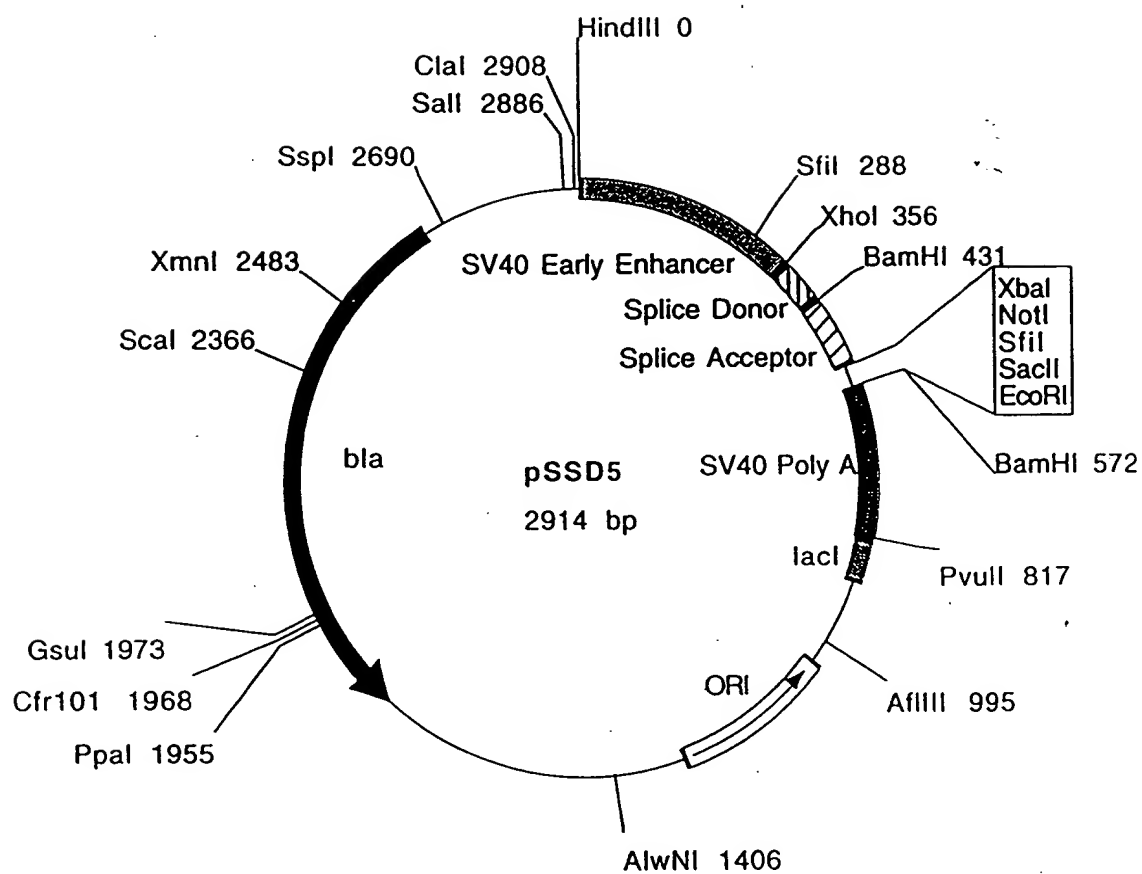 HindIII 0
ClaI 2908
SalI 2886
SspI 2690
SfiI 288
XhoI 356
XmnI 2483
SV40 Early Enhancer
BamHI 431
Splice Donor
XbaI
NotI
SfiI
SacII
EcoRI
ScaI 2366
Splice Acceptor
bla
pSSD5
2914 bp
SV40 Poly A
BamHI 572
lacI
PvuII 817
GsuI 1973
Cfr101 1968
PpaI 1955
ORI
AflIII 995
AlwNI 1406